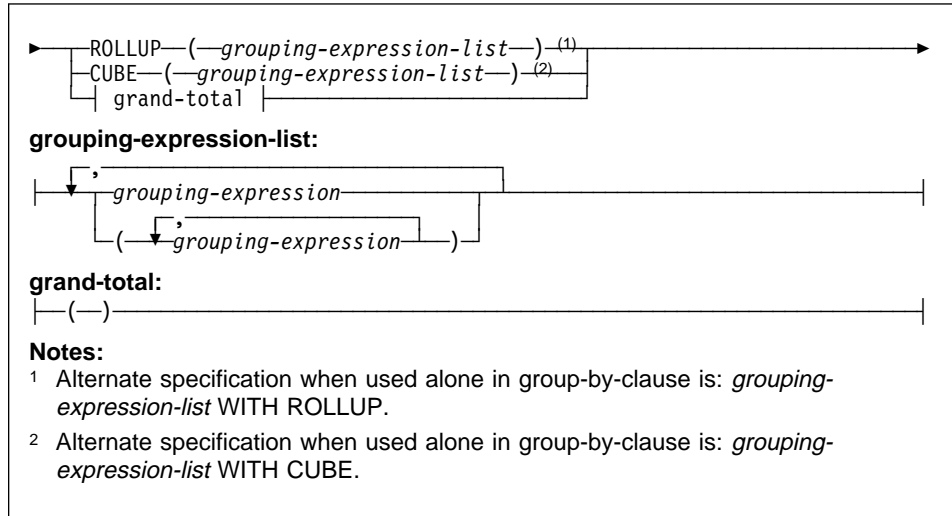 ROLLUP ( grouping-expression-list ) (1)
CUBE ( grouping-expression-list ) (2)
grand-total
grouping-expression-list:
,
grouping-expression
,
( grouping-expression )
grand-total:
( )
Notes:
1 Alternate specification when used alone in group-by-clause is: grouping-
expression-list WITH ROLLUP.
2 Alternate specification when used alone in group-by-clause is: grouping-
expression-list WITH CUBE.